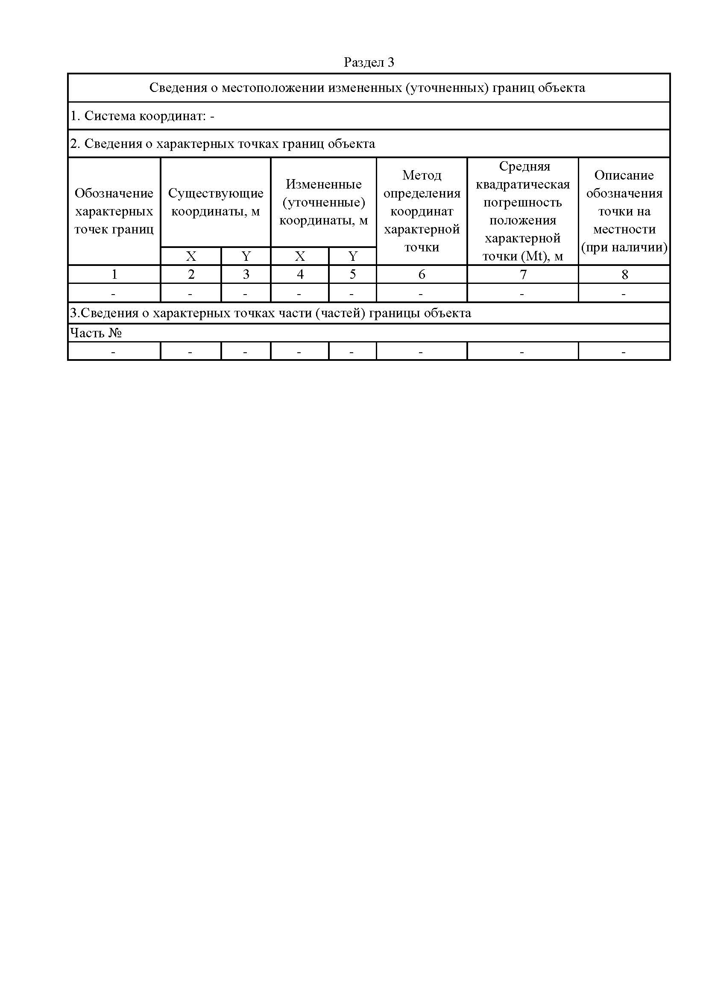 Раздел 3
Сведения о местоположении измененных (уточненных) границ объекта
1. Система координат: -
2. Сведения о характерных точках границ объекта
Обозначение
характерных
точек границ
Существующие
координаты, м
Измененные
(уточненные)
координаты, м
Метод
определения
координат
характерной
точки
Средняя
квадратическая
погрешность
положения
характерной
точки (Mt), м
Описание
обозначения
точки на
местности
(при наличии)
X Y X Y
1 2 3 4 5 6 7 8
- - - - - - - -
3.Сведения о характерных точках части (частей) границы объекта
Часть №
- - - - - - - -